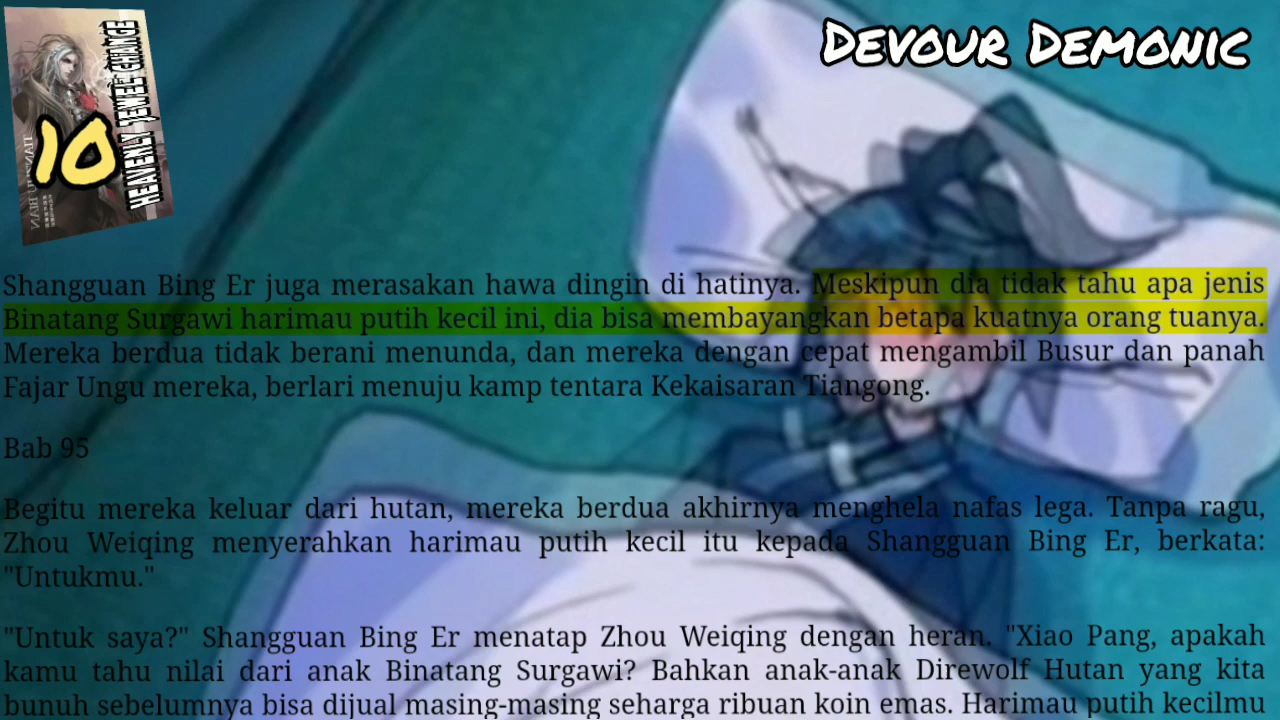 Devour Demonic
HEAVENLY JEWEL CHANGE
10
Shangguan Bing Er juga merasakan hawa dingin di hatinya. Meskipun dia tidak tahu apa jenis
Binatang Surgawi harimau putih kecil ini, dia bisa membayangkan betapa kuatnya orang tuanya.
Mereka berdua tidak berani menunda, dan mereka dengan cepat mengambil Busur dan panah
Fajar Ungu mereka, berlari menuju kamp tentara Kekaisaran Tiangong.
Bab 95
Begitu mereka keluar dari hutan, mereka berdua akhirnya menghela nafas lega. Tanpa ragu,
Zhou Weiqing menyerahkan harimau putih kecil itu kepada Shangguan Bing Er, berkata:
"Untukmu."
"Untuk saya?" Shangguan Bing Er menatap Zhou Weiqing dengan heran. "Xiao Pang, apakah
kamu tahu nilai dari anak Binatang Surgawi? Bahkan anak-anak Direwolf Hutan yang kita
bunuh sebelumnya bisa dijual masing-masing seharga ribuan koin emas. Harimau putih kecilmu